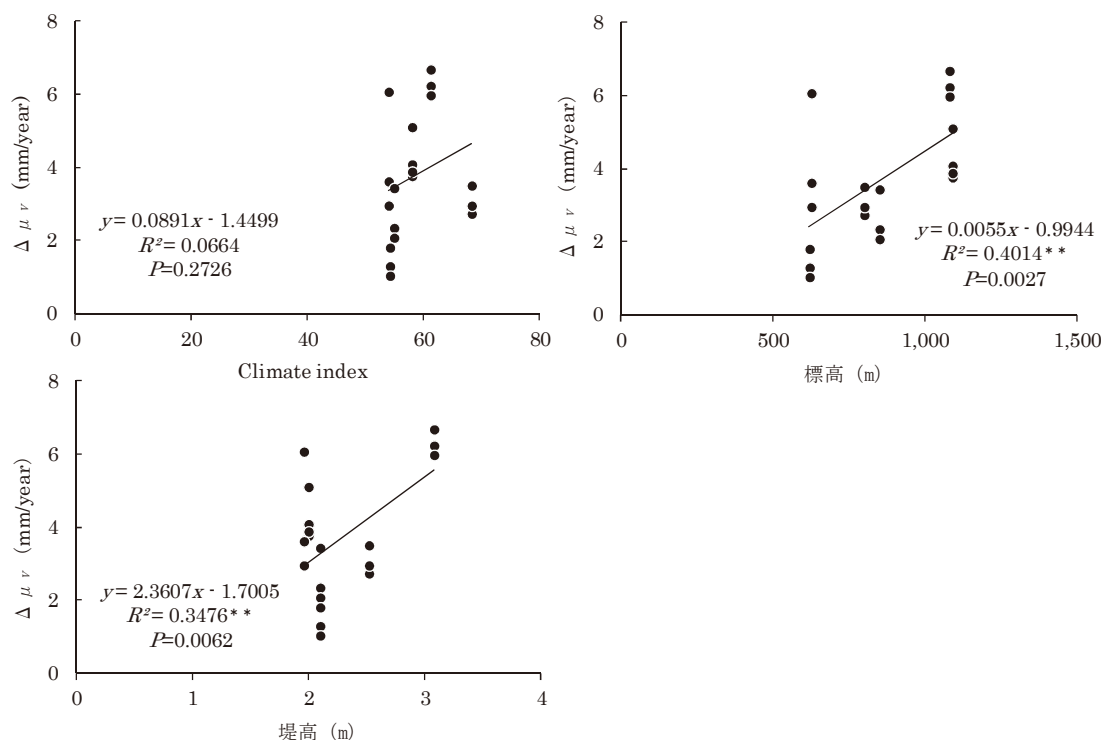 8
6
4
2
0
Δμν (mm/year)
y= 0.0891x - 1.4499
R²= 0.0664
P=0.2726
0 20 40 60 80
Climate index
8
6
4
2
0
Δμν (mm/year)
y= 0.0055x - 0.9944
R²= 0.4014**
P=0.0027
0 500 1,000 1,500
標高 (m)
8
6
4
2
0
Δμν (mm/year)
y= 2.3607x - 1.7005
R²= 0.3476**
P=0.0062
0 1 2 3 4
堤高 (m)